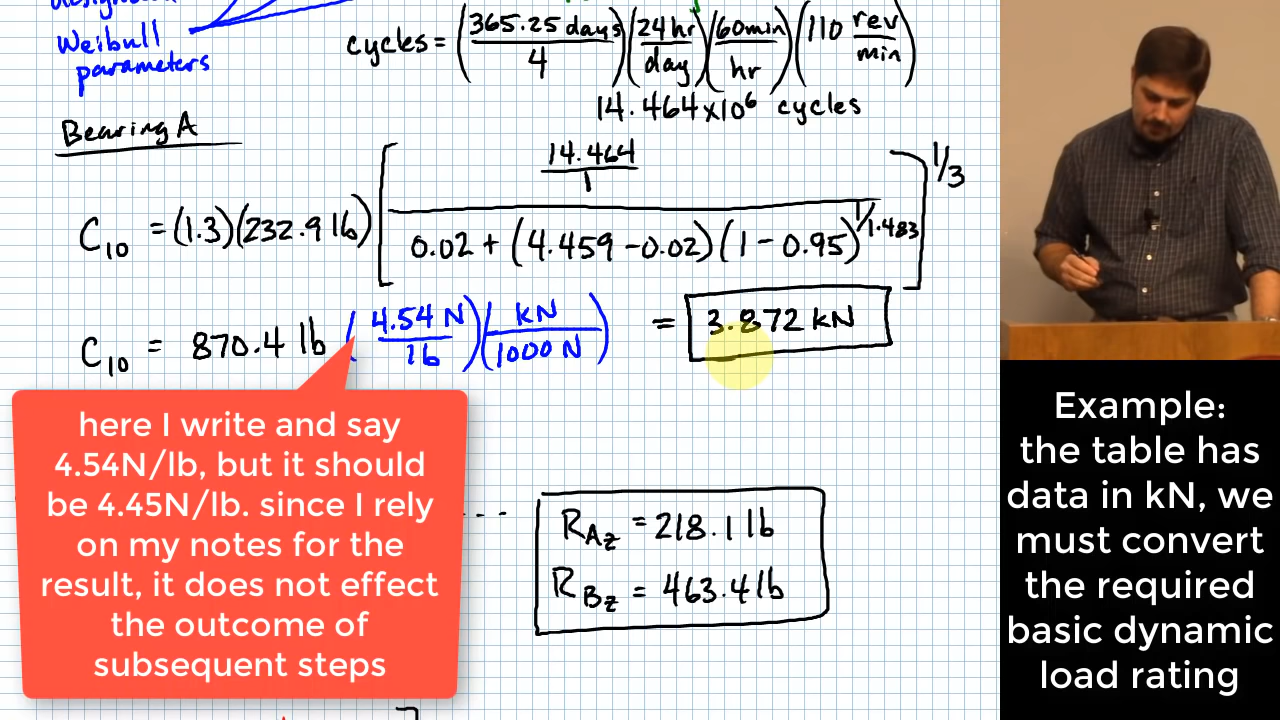 designation
Weibull
parameters
cycles = (365.25 days / 4) (24 hr / day) (60 min / hr) (110 rev / min)
14.464 x10⁶ cycles
Bearing A
C₁₀ = (1.3)(232.9 lb) [ (14.464 / 1) / (0.02 + (4.459 - 0.02)(1 - 0.95)^(1/1.483)) ]^(1/3)
C₁₀ = 870.4 lb (4.54 N / lb) (kN / 1000 N) = 3.872 kN
here I write and say
4.54N/lb, but it should
be 4.45N/lb. since I rely
on my notes for the
result, it does not effect
the outcome of
subsequent steps
R_Az = 218.1 lb
R_Bz = 463.4 lb
Example:
the table has
data in kN, we
must convert
the required
basic dynamic
load rating